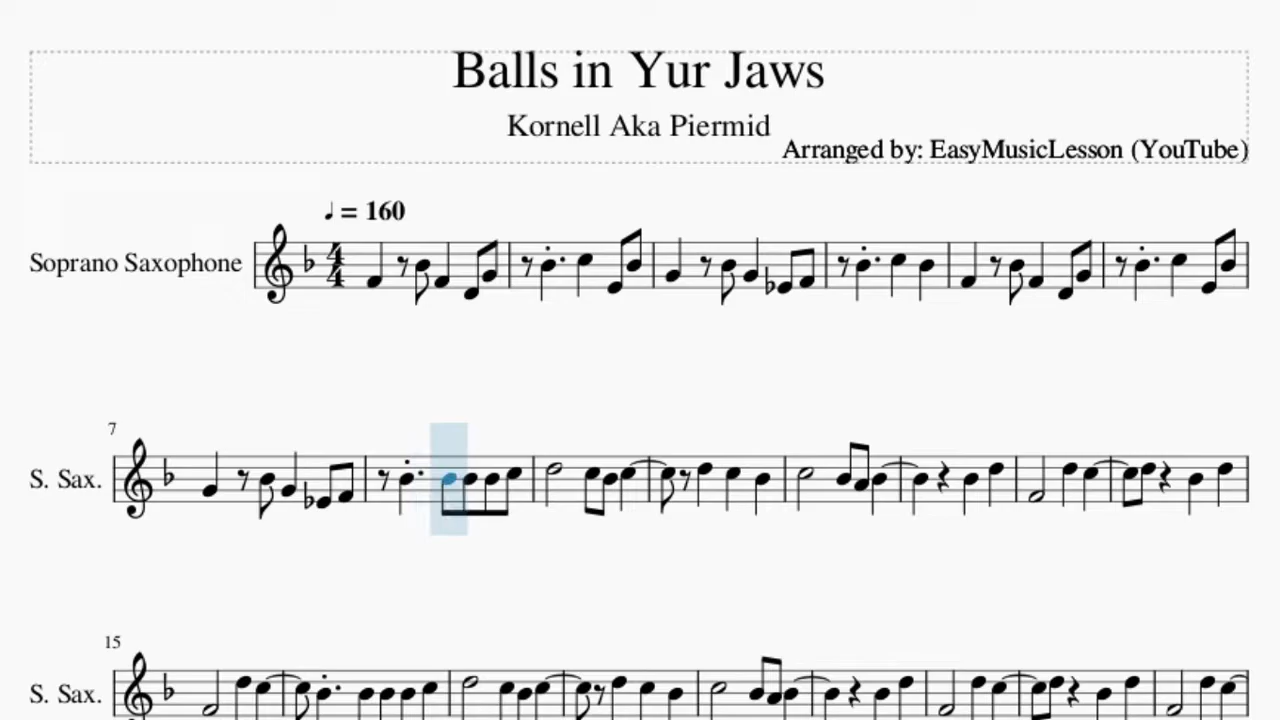 Balls in Yur Jaws
Kornell Aka Piermid
Arranged by: EasyMusicLesson (YouTube)
♩ = 160
Soprano Saxophone
4
4
7
S. Sax.
15
S. Sax.